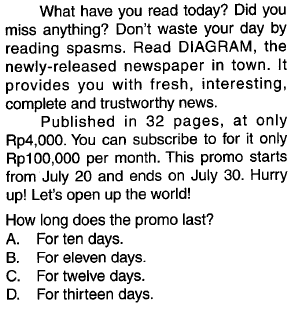 What have you read today? Did you
miss anything? Don't waste your day by
reading spasms. Read DIAGRAM, the
newly-released newspaper in town. It
provides you with fresh, interesting,
complete and trustworthy news.
Published in 32 pages, at only
Rp4,000. You can subscribe to for it only
Rp100,000 per month. This promo starts
from July 20 and ends on July 30. Hurry
up! Let's open up the world!
How long does the promo last?
A. For ten days.
B. For eleven days.
C. For twelve days.
D. For thirteen days.